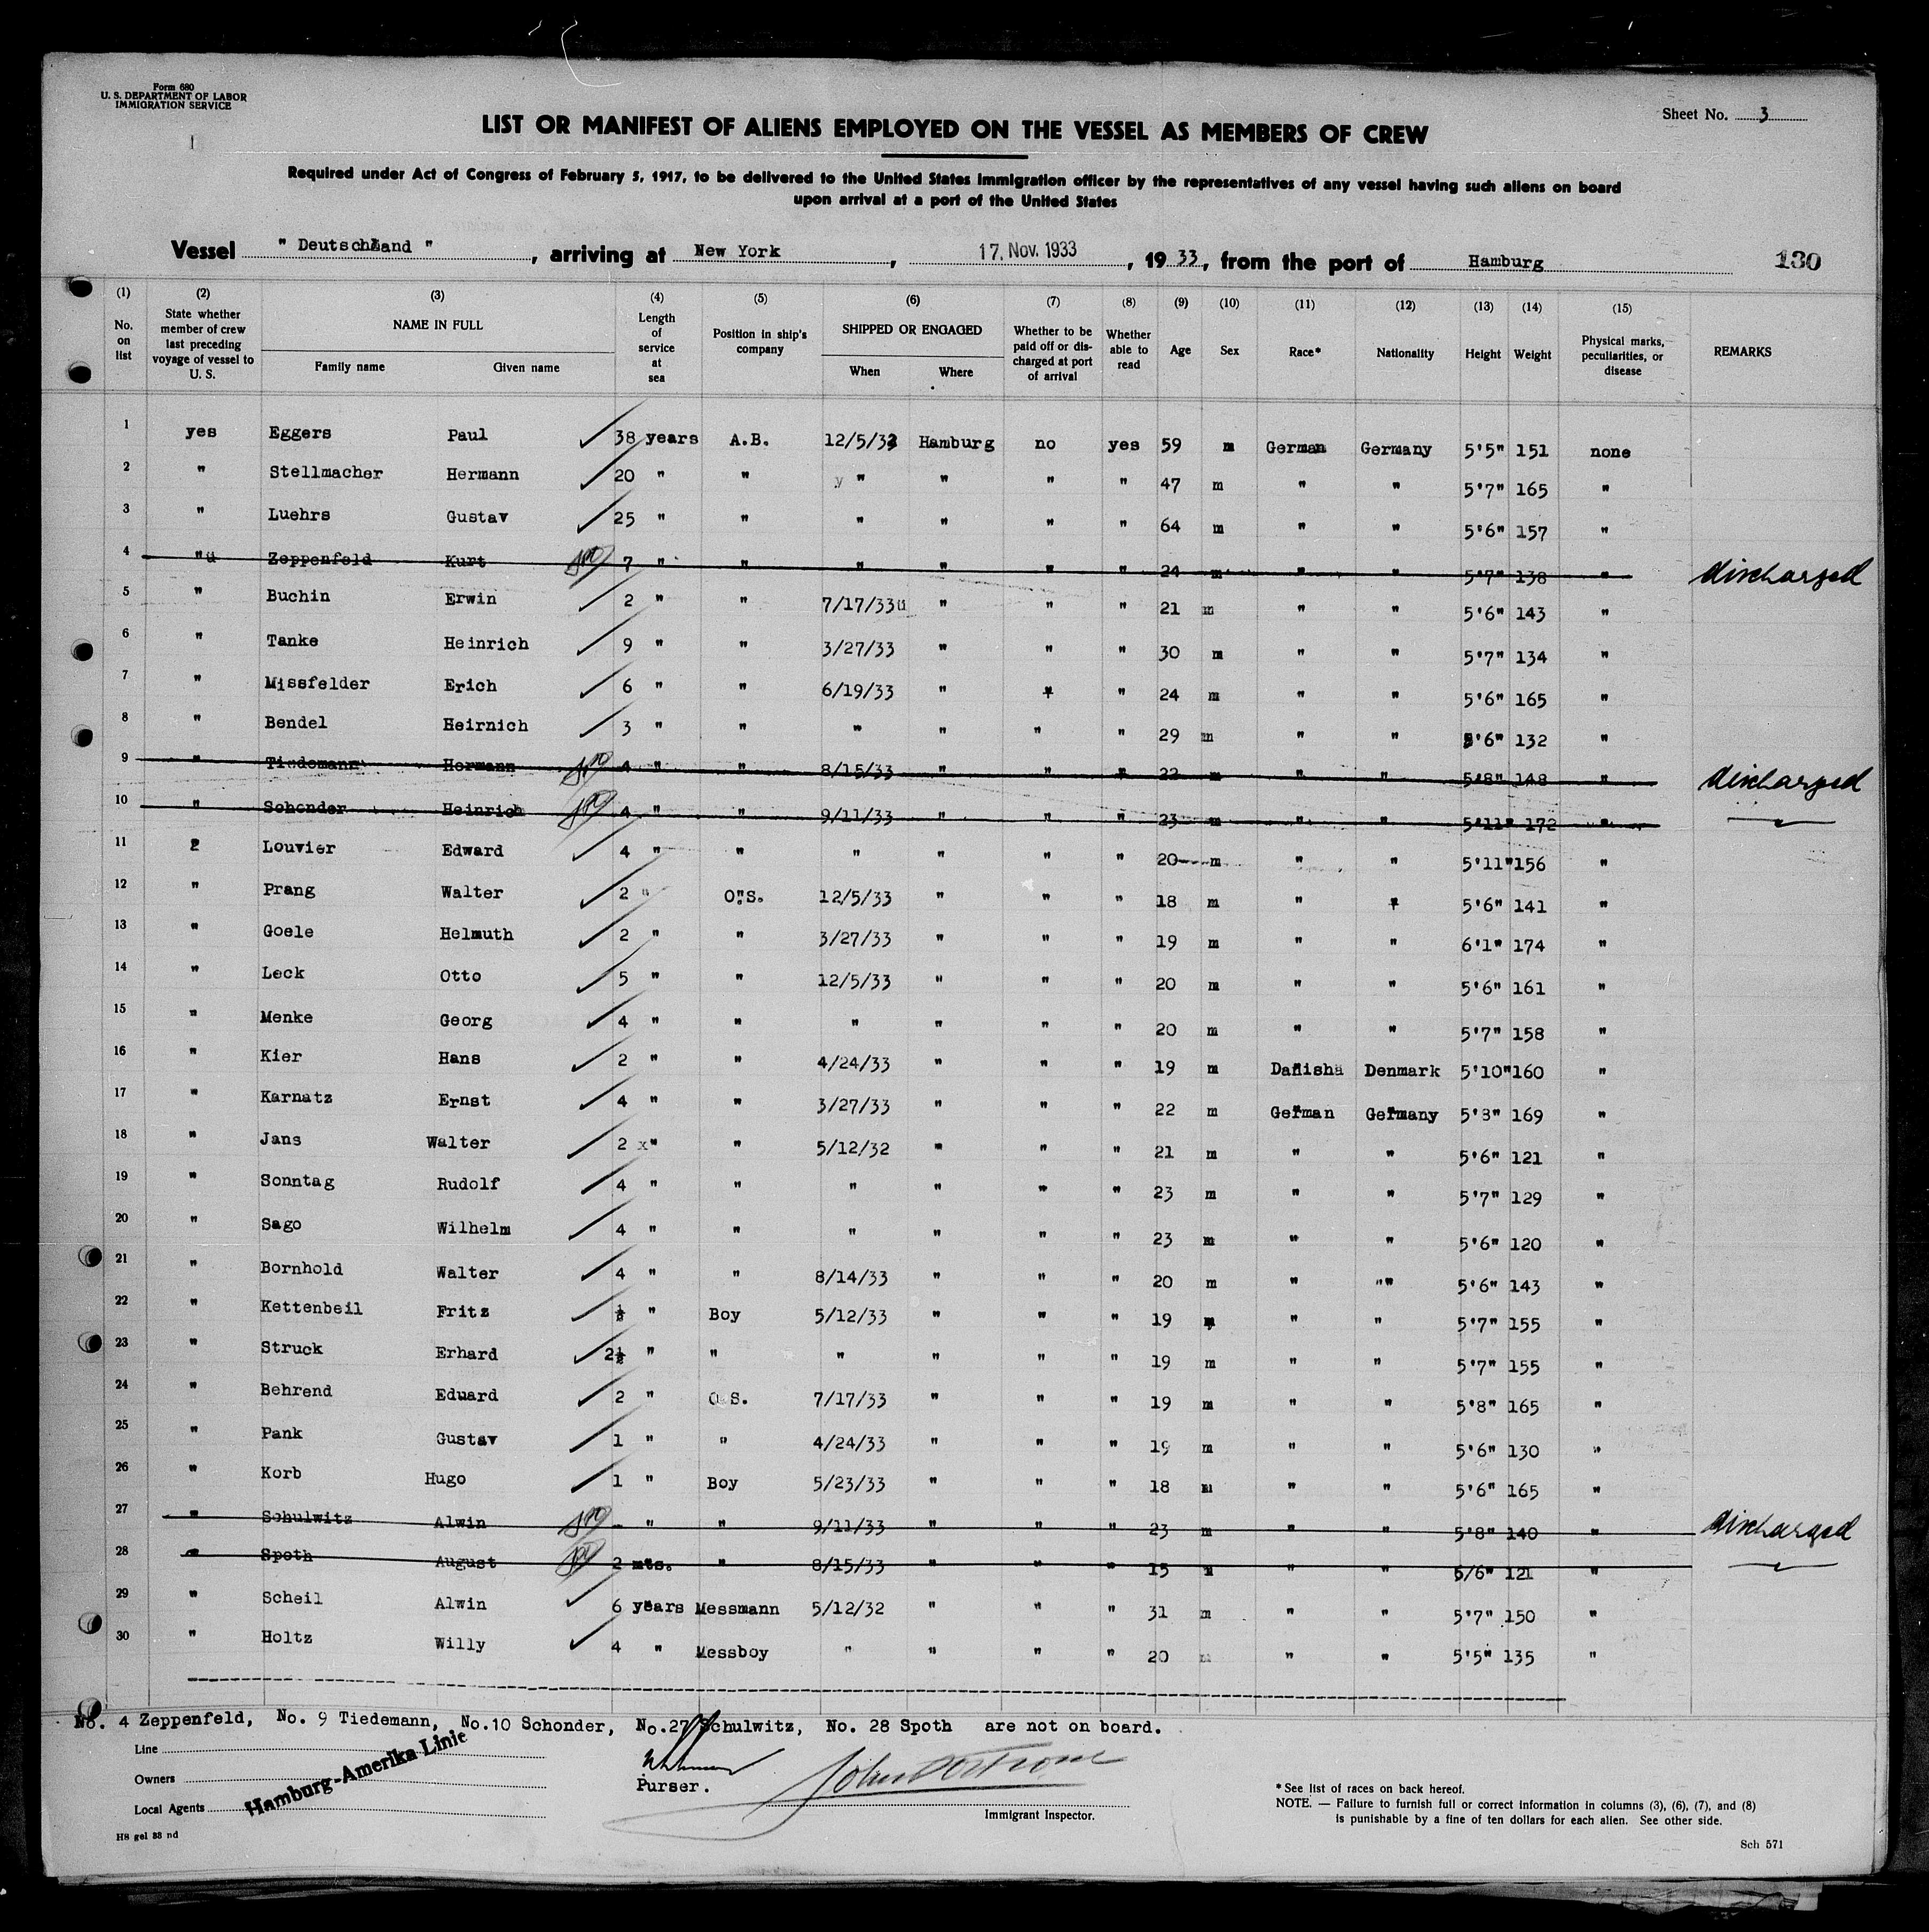 Form 680
U. S. DEPARTMENT OF LABOR
IMMIGRATION SERVICE
Sheet No. 3
LIST OR MANIFEST OF ALIENS EMPLOYED ON THE VESSEL AS MEMBERS OF CREW
Required under Act of Congress of February 5, 1917, to be delivered to the United States Immigration officer by the representatives of any vessel having such aliens on board
upon arrival at a port of the United States
Vessel " Deutschland " , arriving at New York , 17. Nov. 1933 , 19 33, from the port of Hamburg 130
(1) (2) (3) (4) (5) (6) (7) (8) (9) (10) (11) (12) (13) (14) (15)
No. on list State whether member of crew last preceding voyage of vessel to U. S. NAME IN FULL Family name Given name Length of service at sea Position in ship's company SHIPPED OR ENGAGED When Where Whether to be paid off or discharged at port of arrival Whether able to read Age Sex Race* Nationality Height Weight Physical marks, peculiarities, or disease REMARKS
1 yes Eggers Paul 38 years A.B. 12/5/32 Hamburg no yes 59 m German Germany 5'5" 151 none
2 " Stellmacher Hermann 20 " " " " " " 47 m " " 5'7" 165 "
3 " Luehrs Gustav 25 " " " " " " 64 m " " 5'6" 157 "
4 " Zeppenfeld Kurt 7 " " " " " " 24 m " " 5'7" 138 " discharged
5 " Buchin Erwin 2 " " 7/17/33 " " " 21 m " " 5'6" 143 "
6 " Tanke Heinrich 9 " " 3/27/33 " " " 30 m " " 5'7" 134 "
7 " Missfelder Erich 6 " " 6/19/33 " " " 24 m " " 5'6" 165 "
8 " Bendel Heirnich 3 " " " " " " 29 m " " 5'6" 132 "
9 " Tiedemann Hermann 4 " " 8/15/33 " " " 22 m " " 5'8" 148 " discharged
10 " Schonder Heinrich 4 " " 9/11/33 " " " 23 m " " 5'11" 172 "
11 " Louvier Edward 4 " " " " " " 20 m " " 5'11" 156 "
12 " Prang Walter 2 " O.S. 12/5/33 " " " 18 m " " 5'6" 141 "
13 " Goele Helmuth 2 " " 3/27/33 " " " 19 m " " 6'1" 174 "
14 " Leck Otto 5 " " 12/5/33 " " " 20 m " " 5'6" 161 "
15 " Menke Georg 4 " " " " " " 20 m " " 5'7" 158 "
16 " Kier Hans 2 " " 4/24/33 " " " 19 m Danisha Denmark 5'10" 160 "
17 " Karnatz Ernst 4 " " 3/27/33 " " " 22 m German Germany 5'8" 169 "
18 " Jans Walter 2 x" " 5/12/32 " " " 21 m " " 5'6" 121 "
19 " Sonntag Rudolf 4 " " " " " " 23 m " " 5'7" 129 "
20 " Sago Wilhelm 4 " " " " " " 23 m " " 5'6" 120 "
21 " Bornhold Walter 4 " " 8/14/33 " " " 20 m " "" 5'6" 143 "
22 " Kettenbeil Fritz " Boy 5/12/33 " " " 19 m " " 5'7" 155 "
23 " Struck Erhard 2½ " " " " " " 19 m " " 5'7" 155 "
24 " Behrend Eduard 2 " O.S. 7/17/33 " " " 19 m " " 5'8" 165 "
25 " Pank Gustav 1 " " 4/24/33 " " " 19 m " " 5'6" 130 "
26 " Korb Hugo 1 " Boy 5/23/33 " " " 18 m " " 5'6" 165 "
27 " Schulwitz Alwin - " " 9/11/33 " " " 23 m " " 5'8" 140 " discharged
28 " Spoth August 2 mts. " 8/15/33 " " " 15 m " " 5/6" 121 "
29 " Scheil Alwin 6 years Messmann 5/12/32 " " " 31 m " " 5'7" 150 "
30 " Holtz Willy 4 " Messboy " " " " 20 m " " 5'5" 135 "
No. 4 Zeppenfeld, No. 9 Tiedemann, No.10 Schonder, No.27 Schulwitz, No. 28 Spoth are not on board.
Line
Owners
Local Agents
Hamburg-Amerika Linie
Purser.
Immigrant Inspector.
* See list of races on back hereof.
NOTE. — Failure to furnish full or correct information in columns (3), (6), (7), and (8)
is punishable by a fine of ten dollars for each alien. See other side.
H8 gel 88 nd
Sch 571